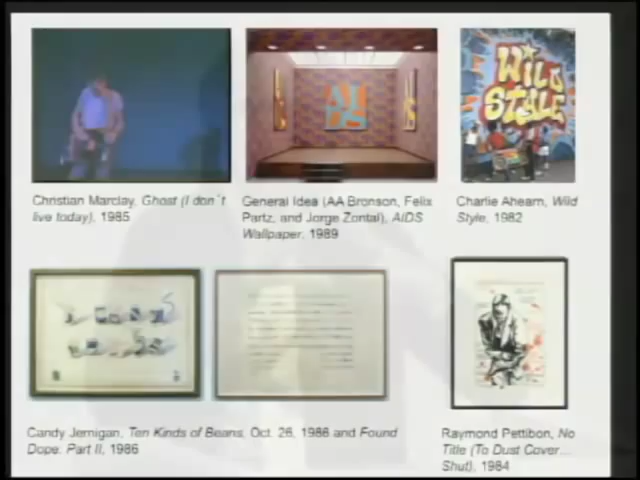 WiLD
STYLE
AIDS
Christian Marclay, Ghost (I don´t
live today), 1985
General Idea (AA Bronson, Felix
Partz, and Jorge Zontal), AIDS
Wallpaper, 1989
Charlie Ahearn, Wild
Style, 1982
Candy Jernigan, Ten Kinds of Beans, Oct. 26, 1986 and Found
Dope: Part II, 1986
Raymond Pettibon, No
Title (To Dust Cover...
Shut), 1984